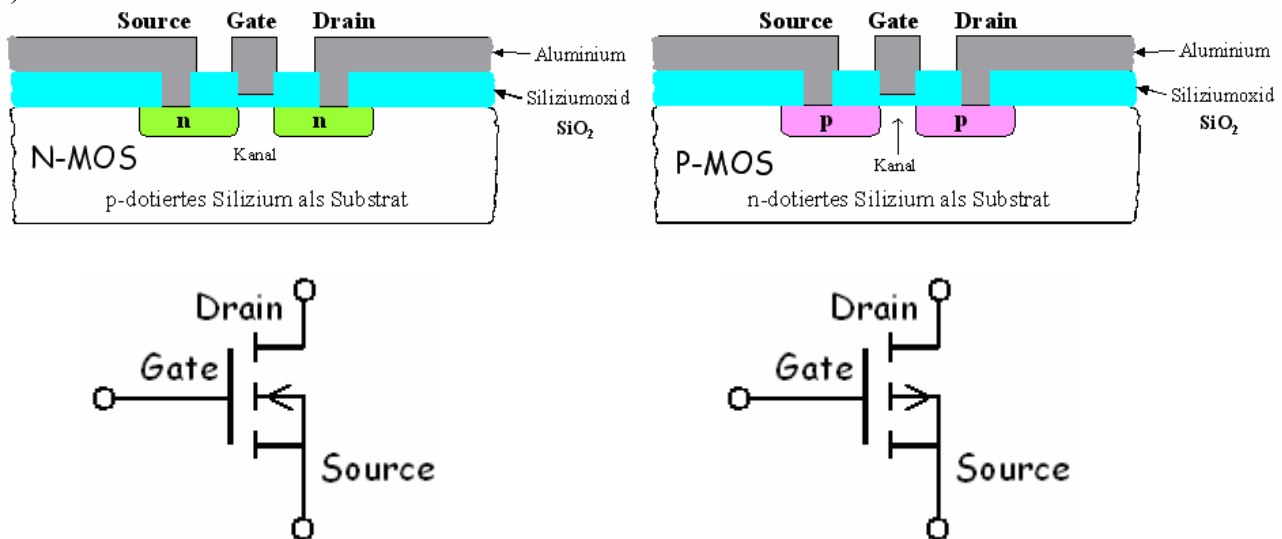 )
Source Gate Drain
Aluminium
Siliziumoxid
SiO₂
n n
Kanal
N-MOS
p-dotiertes Silizium als Substrat
Source Gate Drain
Aluminium
Siliziumoxid
SiO₂
p p
Kanal
P-MOS
n-dotiertes Silizium als Substrat
Drain
Gate
Source
Drain
Gate
Source